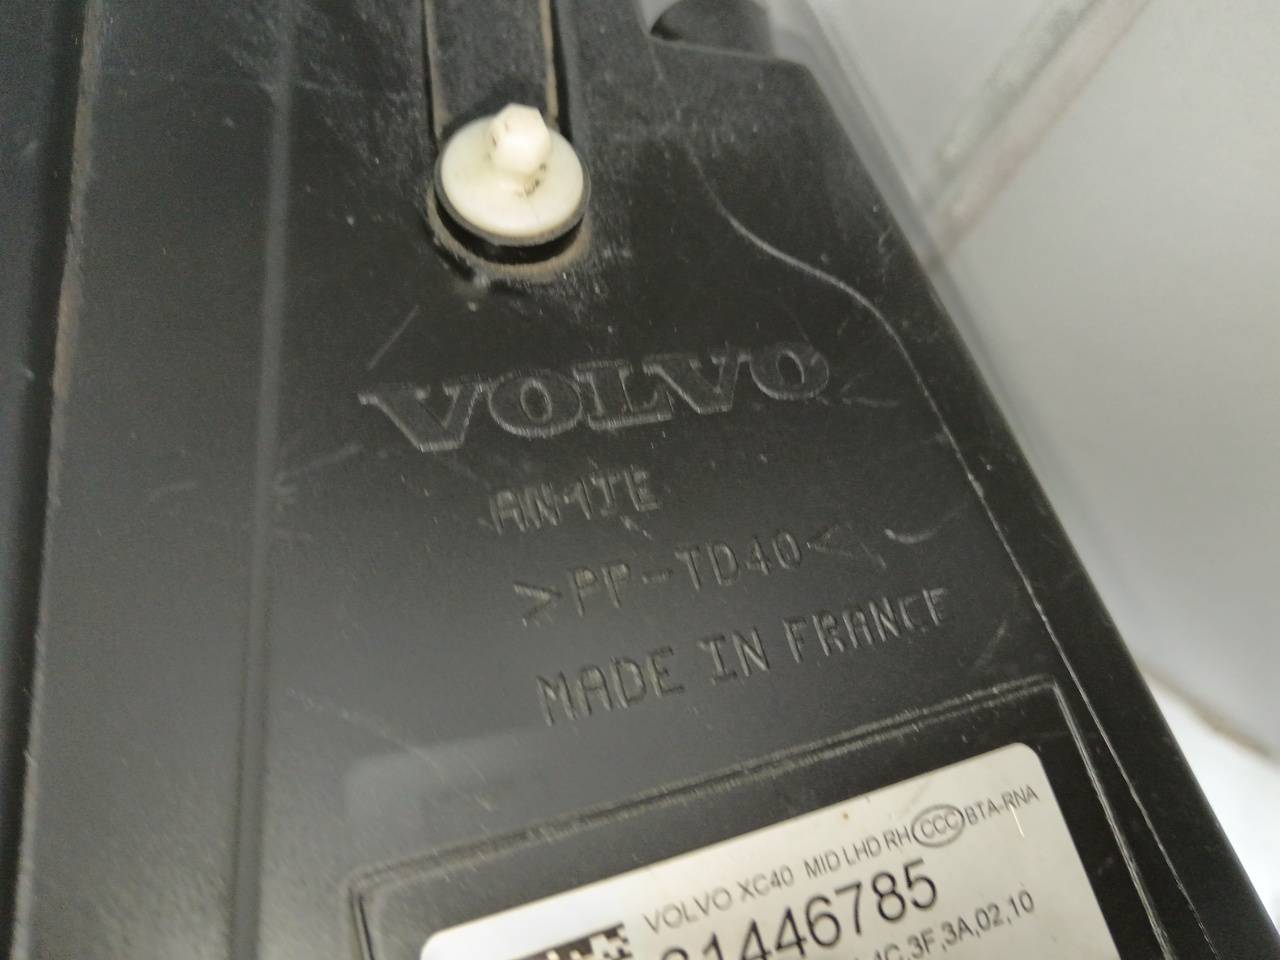 VOLVO
>PP-TD40<
MADE IN FRANCE
VOLVO XC40 MID LHD RH CCC BTA-RNA
31446785
4C,3F,3A,02,10